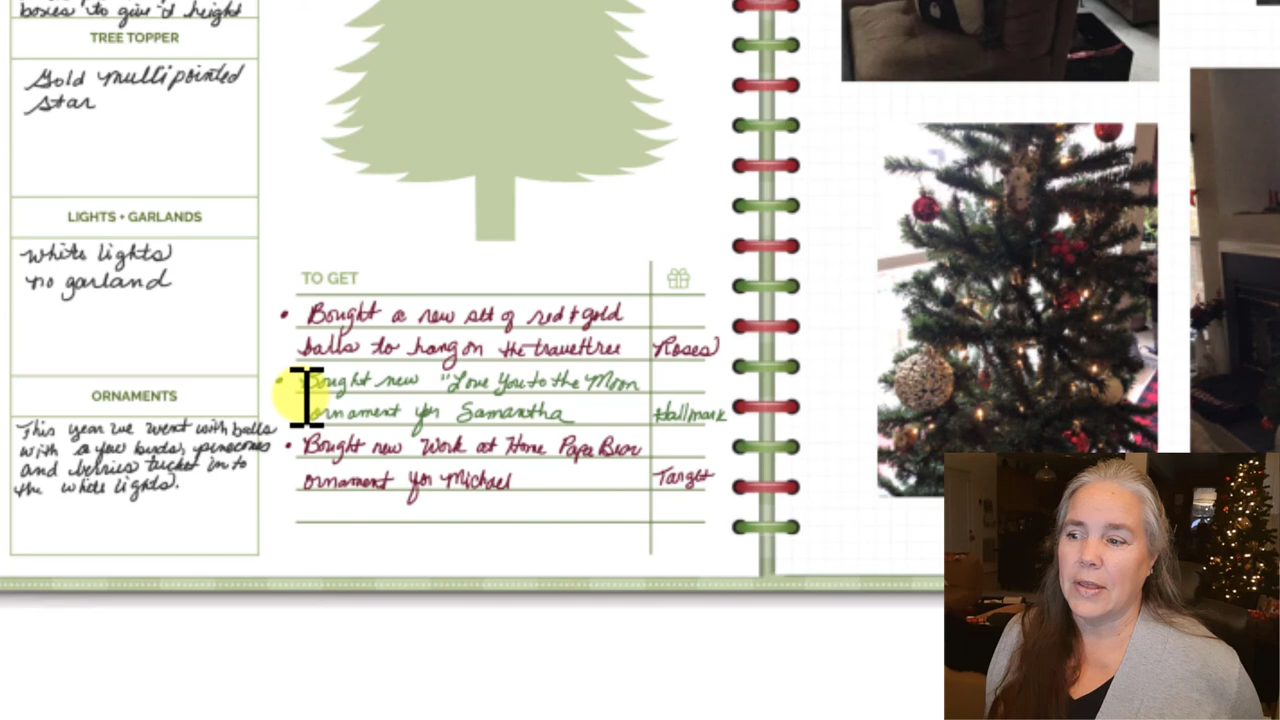 boxes to give it height
TREE TOPPER
Gold multipointed
star
LIGHTS • GARLANDS
white lights
no garland
ORNAMENTS
This year we went with balls
with a few birds, pinecones
and berries tucked in to
the white lights.
TO GET
• Bought a new set of red & gold
balls to hang on the travel tree Roses
• Bought new "Love You to the Moon
ornament for Samantha Hallmark
• Bought new Work at Home Papa Bear
ornament for Michael Target